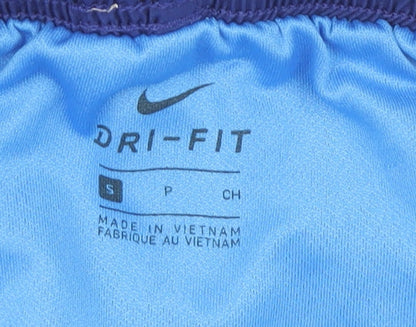 DRI-FIT
S P CH
MADE IN VIETNAM
FABRIQUE AU VIETNAM